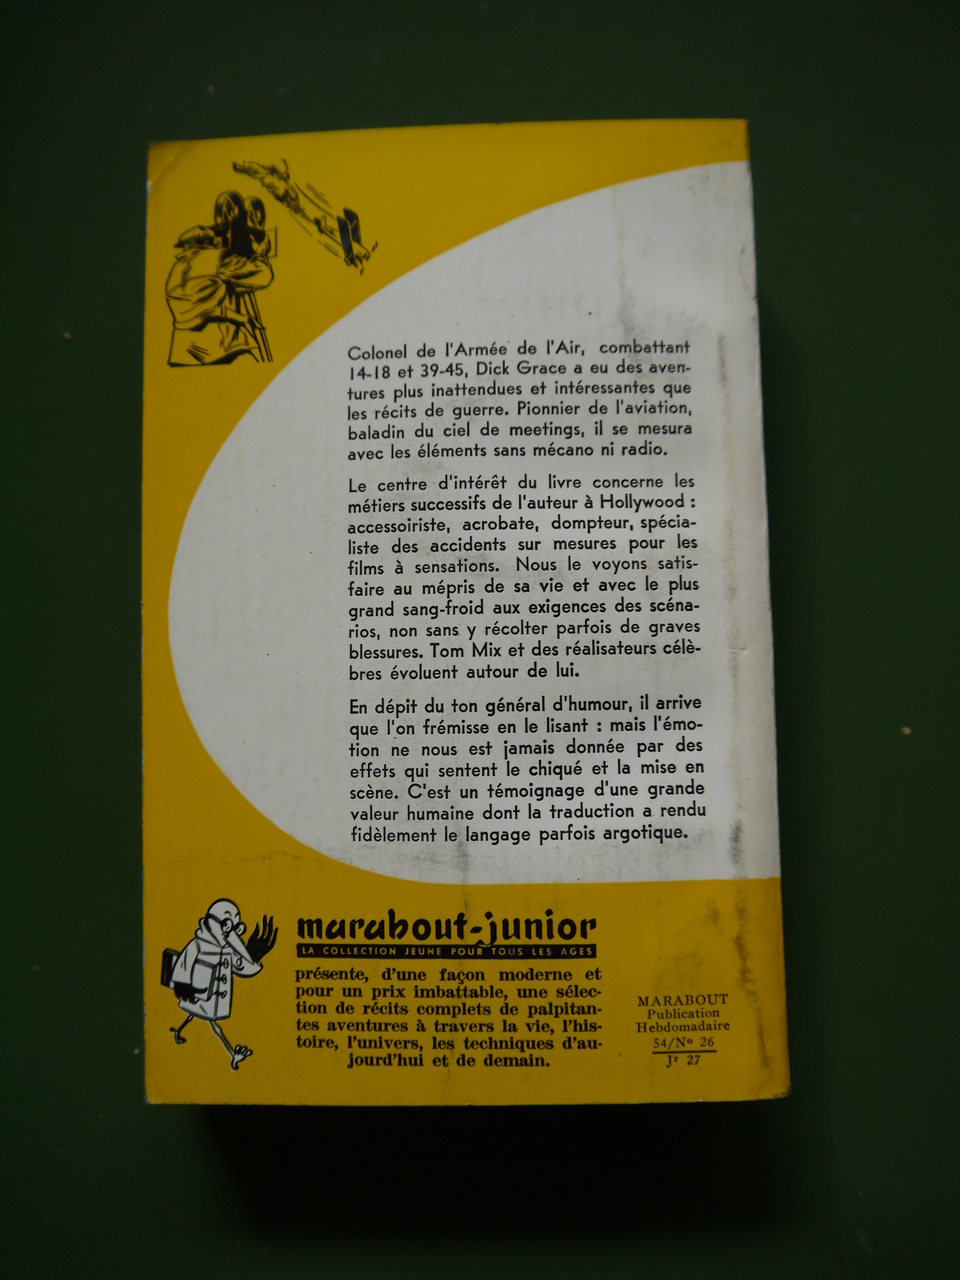 Colonel de l'Armée de l'Air, combattant
14-18 et 39-45, Dick Grace a eu des aven-
tures plus inattendues et intéressantes que
les récits de guerre. Pionnier de l'aviation,
baladin du ciel de meetings, il se mesura
avec les éléments sans mécano ni radio.
Le centre d'intérêt du livre concerne les
métiers successifs de l'auteur à Hollywood :
accessoiriste, acrobate, dompteur, spécia-
liste des accidents sur mesures pour les
films à sensations. Nous le voyons satis-
faire au mépris de sa vie et avec le plus
grand sang-froid aux exigences des scéna-
rios, non sans y récolter parfois de graves
blessures. Tom Mix et des réalisateurs célè-
bres évoluent autour de lui.
En dépit du ton général d'humour, il arrive
que l'on frémisse en le lisant : mais l'émo-
tion ne nous est jamais donnée par des
effets qui sentent le chiqué et la mise en
scène. C'est un témoignage d'une grande
valeur humaine dont la traduction a rendu
fidèlement le langage parfois argotique.
marabout-junior
LA COLLECTION JEUNE POUR TOUS LES AGES
présente, d'une façon moderne et
pour un prix imbattable, une sélec-
tion de récits complets de palpitan-
tes aventures à travers la vie, l'his-
toire, l'univers, les techniques d'au-
jourd'hui et de demain.
MARABOUT
Publication
Hebdomadaire
54/Nº 26
Jr 27